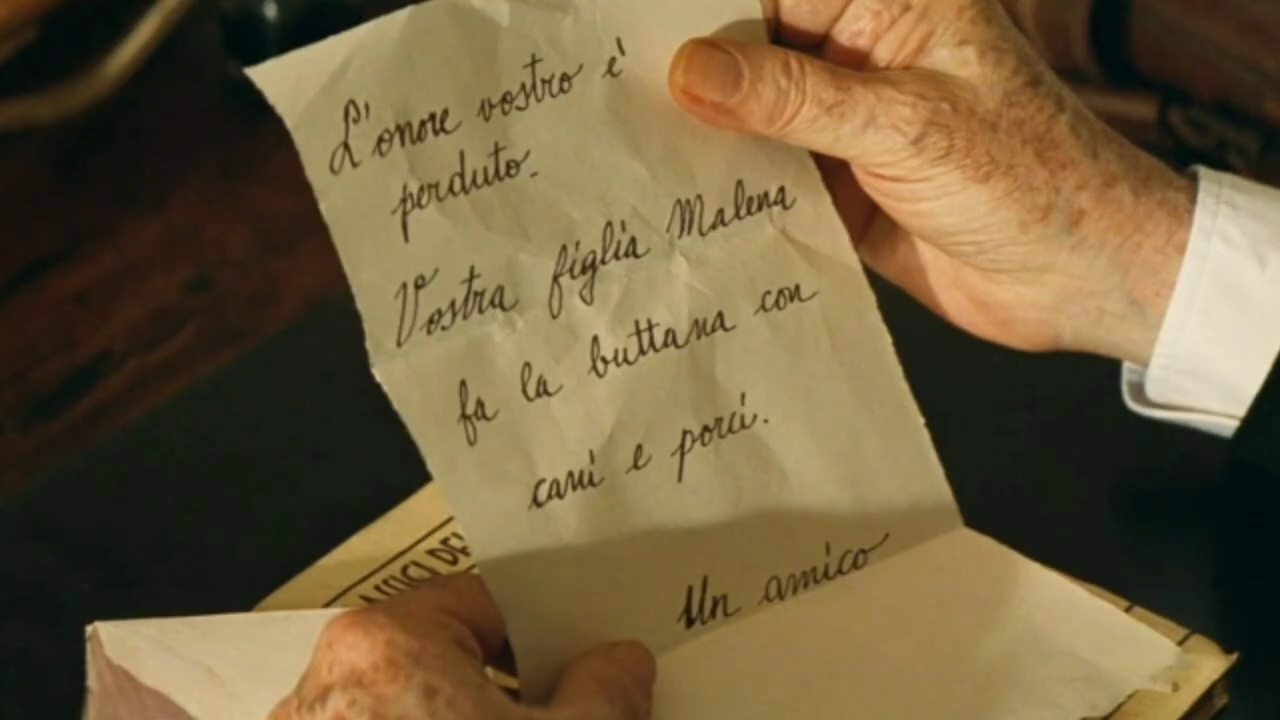 L'onore vostro è
perduto.
Vostra figlia Malena
fa la buttana con
cani e porci.
Un amico